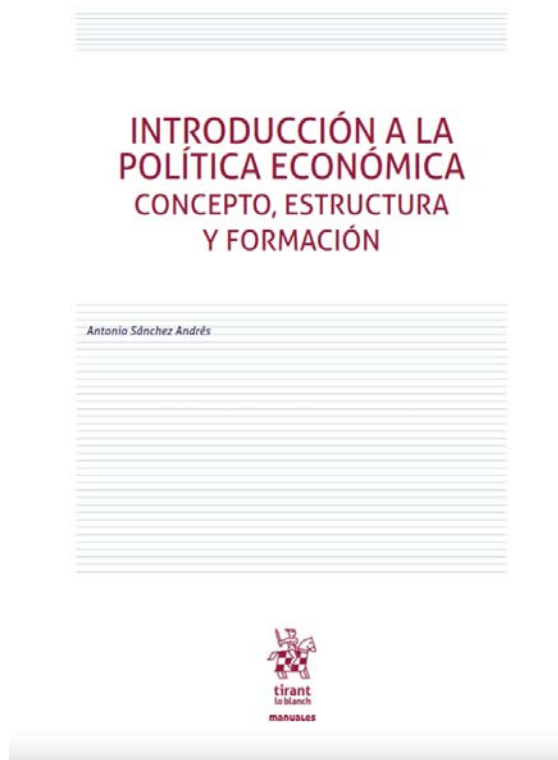 INTRODUCCIÓN A LA
POLÍTICA ECONÓMICA
CONCEPTO, ESTRUCTURA
Y FORMACIÓN
Antonio Sánchez Andrés
tirant
lo blanch
manuales